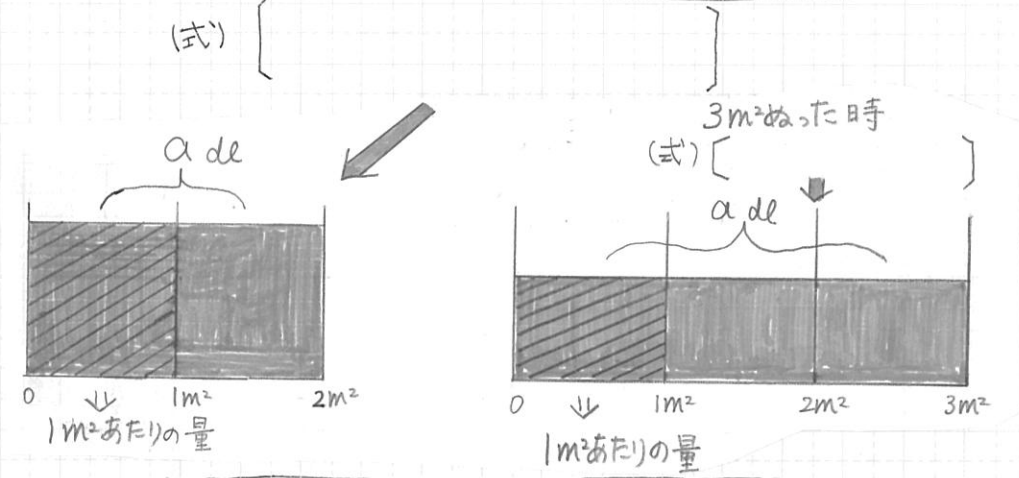 (式)
3m²ぬった時
(式)
a dl
a dl
0 1m² 2m²
1m²あたりの量
0 1m² 2m² 3m²
1m²あたりの量